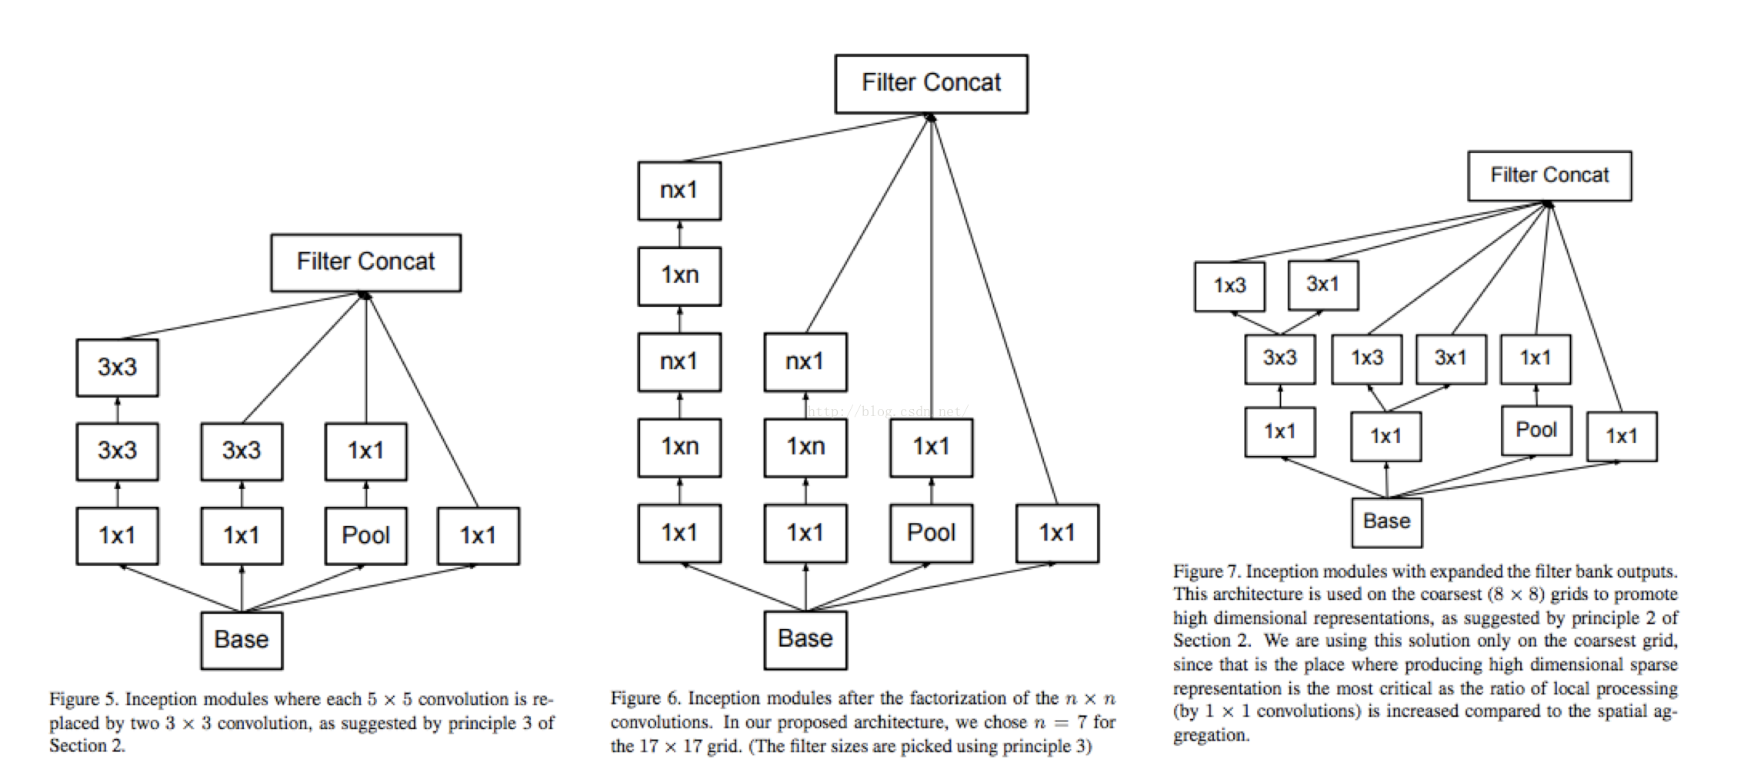 Filter Concat
3x3
3x3
3x3
1x1
1x1
1x1
Pool
1x1
Base
Figure 5. Inception modules where each 5 × 5 convolution is re-
placed by two 3 × 3 convolution, as suggested by principle 3 of
Section 2.
Filter Concat
nx1
1xn
nx1
nx1
http://blog.csdn.net/
1xn
1xn
1x1
1x1
1x1
Pool
1x1
Base
Figure 6. Inception modules after the factorization of the n × n
convolutions. In our proposed architecture, we chose n = 7 for
the 17 × 17 grid. (The filter sizes are picked using principle 3)
Filter Concat
1x3
3x1
3x3
1x3
3x1
1x1
1x1
1x1
Pool
1x1
Base
Figure 7. Inception modules with expanded the filter bank outputs.
This architecture is used on the coarsest (8 × 8) grids to promote
high dimensional representations, as suggested by principle 2 of
Section 2. We are using this solution only on the coarsest grid,
since that is the place where producing high dimensional sparse
representation is the most critical as the ratio of local processing
(by 1 × 1 convolutions) is increased compared to the spatial ag-
gregation.